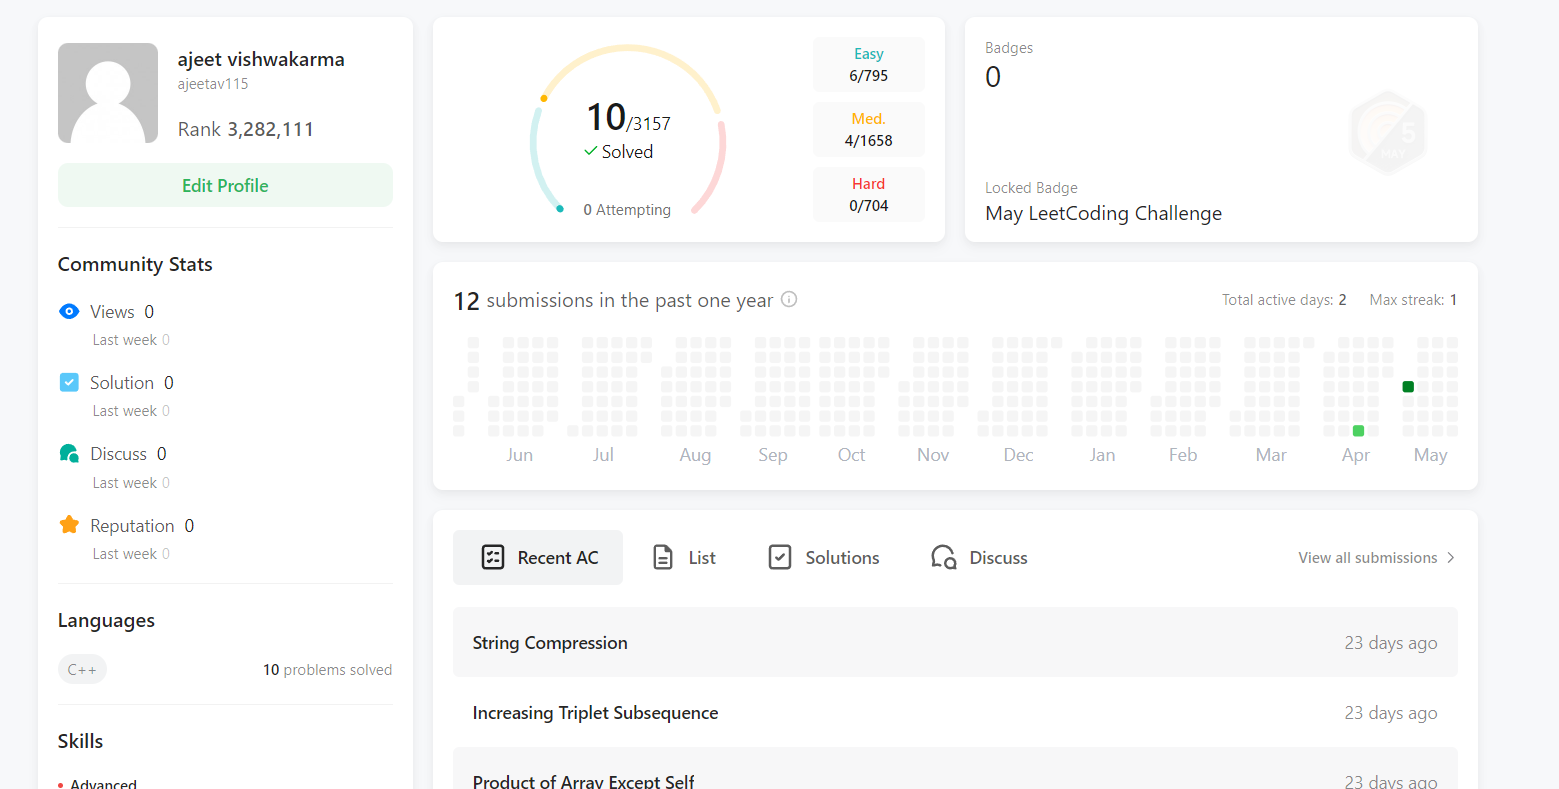 ajeet vishwakarma
ajeetav115
Rank 3,282,111
Edit Profile
Community Stats
Views 0
Last week 0
Solution 0
Last week 0
Discuss 0
Last week 0
Reputation 0
Last week 0
Languages
C++
10 problems solved
Skills
Advanced
10/3157
Solved
0 Attempting
Easy
6/795
Med.
4/1658
Hard
0/704
Badges
0
5
MAY
Locked Badge
May LeetCoding Challenge
12 submissions in the past one year
Total active days: 2 Max streak: 1
Jun Jul Aug Sep Oct Nov Dec Jan Feb Mar Apr May
Recent AC List Solutions Discuss View all submissions
String Compression 23 days ago
Increasing Triplet Subsequence 23 days ago
Product of Array Except Self 23 days ago